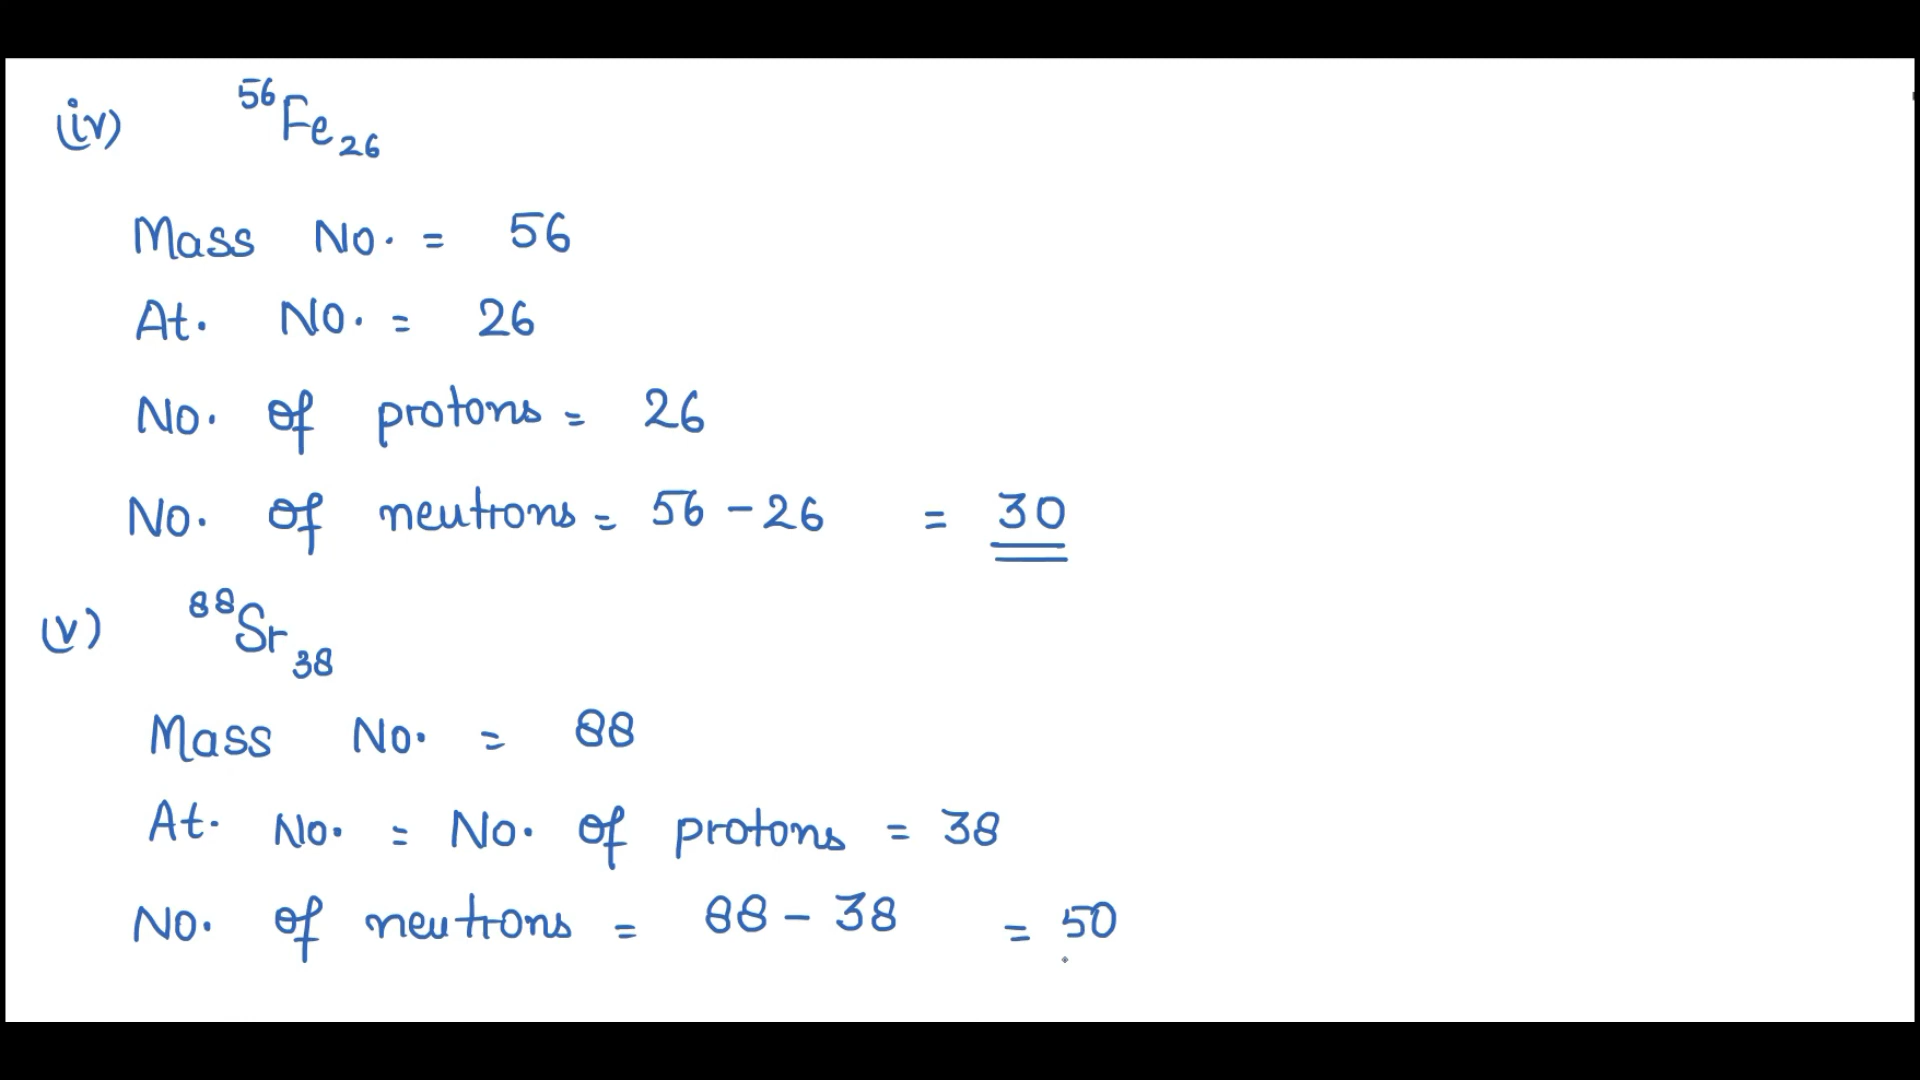 (iv) ⁵⁶Fe₂₆
Mass No. = 56
At. No. = 26
No. of protons = 26
No. of neutrons = 56 - 26 = 30
(v) ⁸⁸Sr₃₈
Mass No. = 88
At. No. = No. of protons = 38
No. of neutrons = 88 - 38 = 50